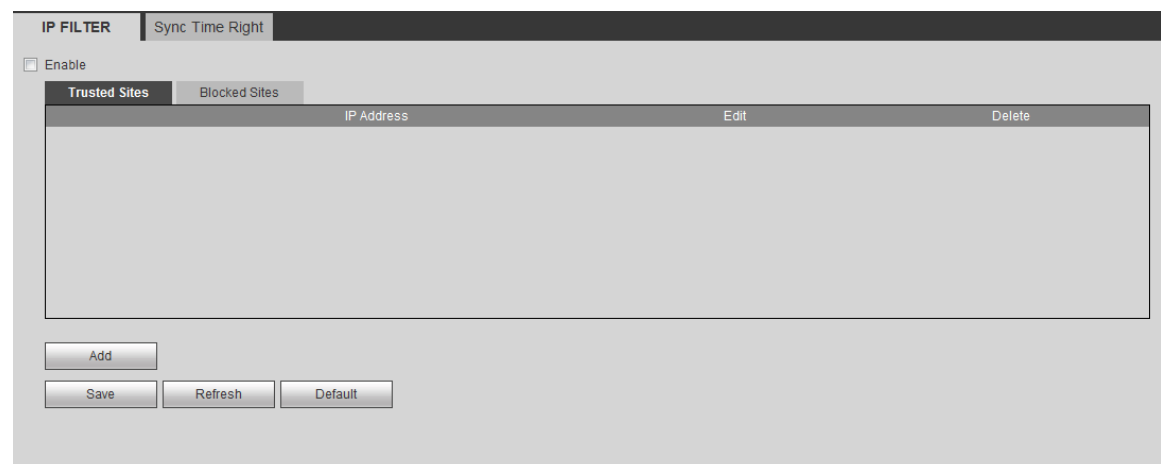 IP FILTER Sync Time Right
Enable
Trusted Sites Blocked Sites
IP Address Edit Delete
Add
Save Refresh Default